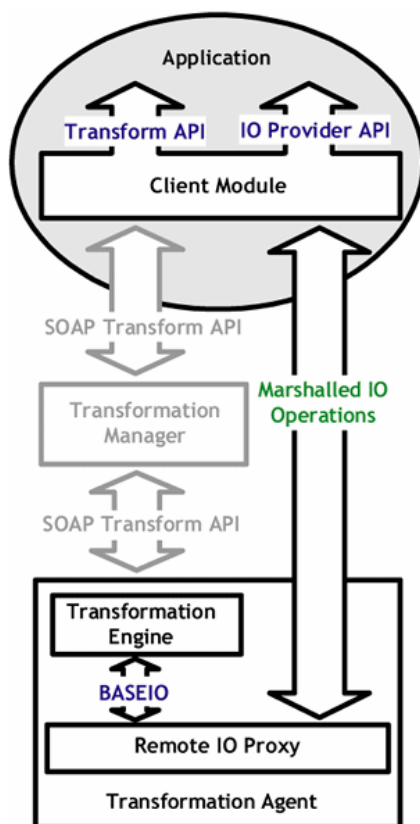 Application
Transform API
IO Provider API
Client Module
SOAP Transform API
Marshalled IO
Operations
Transformation
Manager
SOAP Transform API
Transformation
Engine
BASEIO
Remote IO Proxy
Transformation Agent